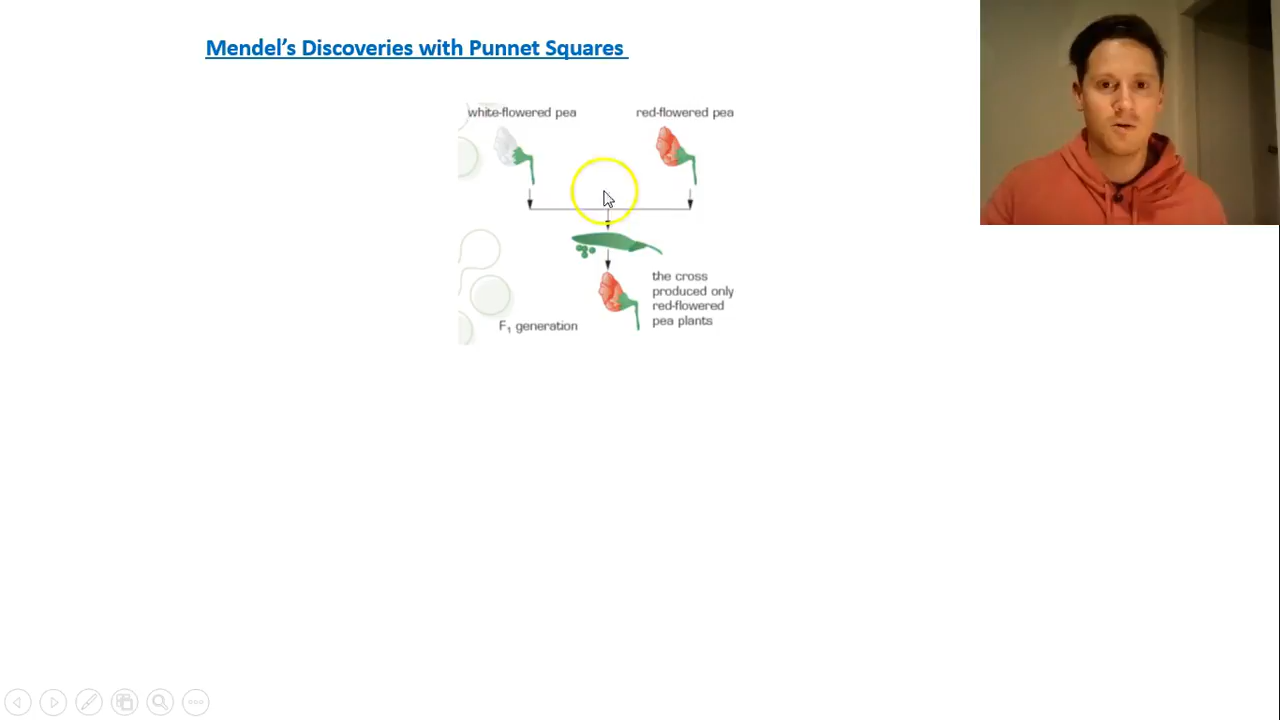 Mendel's Discoveries with Punnet Squares
white-flowered pea
red-flowered pea
the cross
produced only
red-flowered
pea plants
F₁ generation